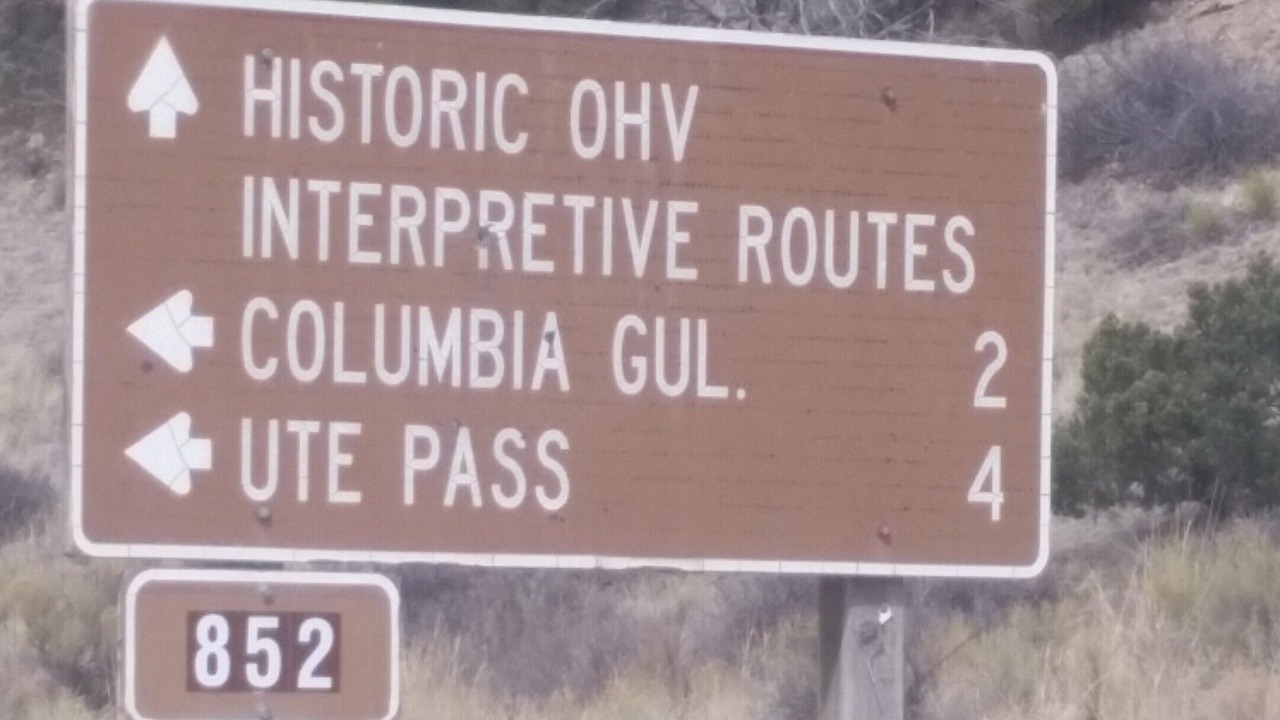 HISTORIC OHV
INTERPRETIVE ROUTES
COLUMBIA GUL. 2
UTE PASS 4
852